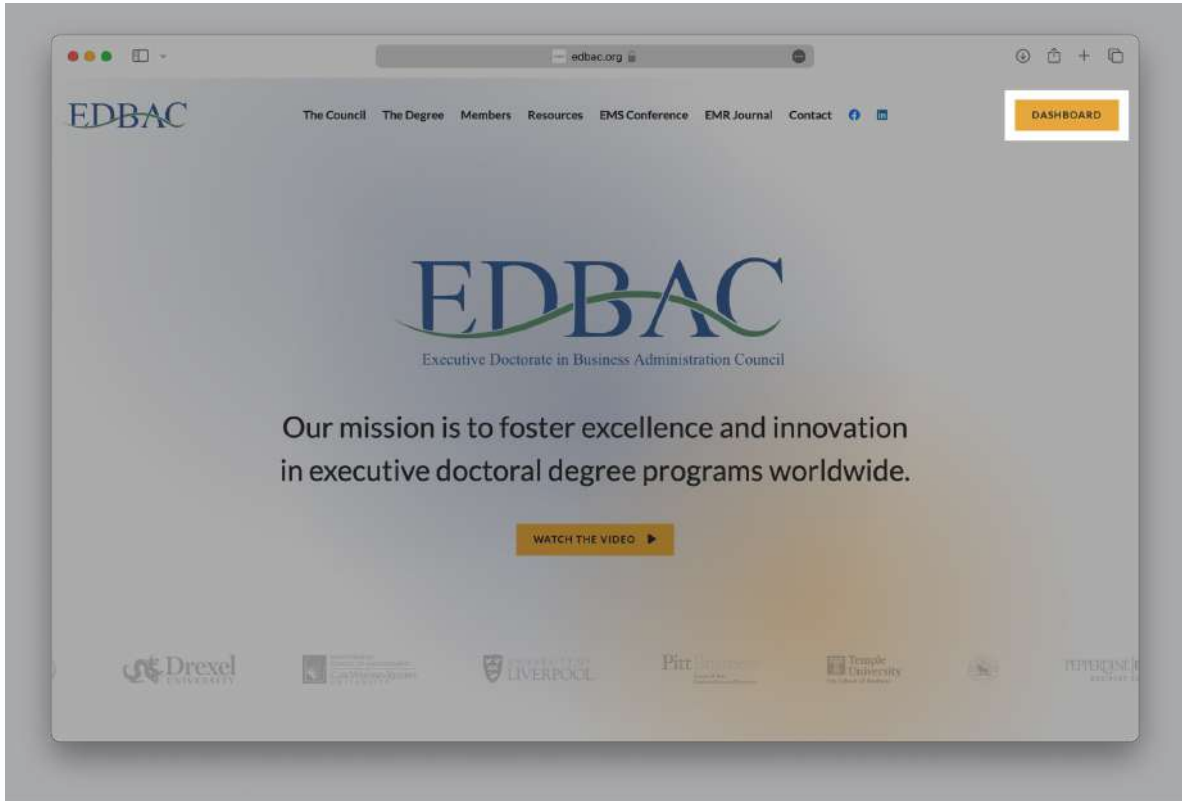 edbac.org
EDBAC
The Council The Degree Members Resources EMS Conference EMR Journal Contact
DASHBOARD
EDBAC
Executive Doctorate in Business Administration Council
Our mission is to foster excellence and innovation
in executive doctoral degree programs worldwide.
WATCH THE VIDEO
Drexel
UNIVERSITY
LIVERPOOL
Pitt
Temple
University
PEPPERDINE